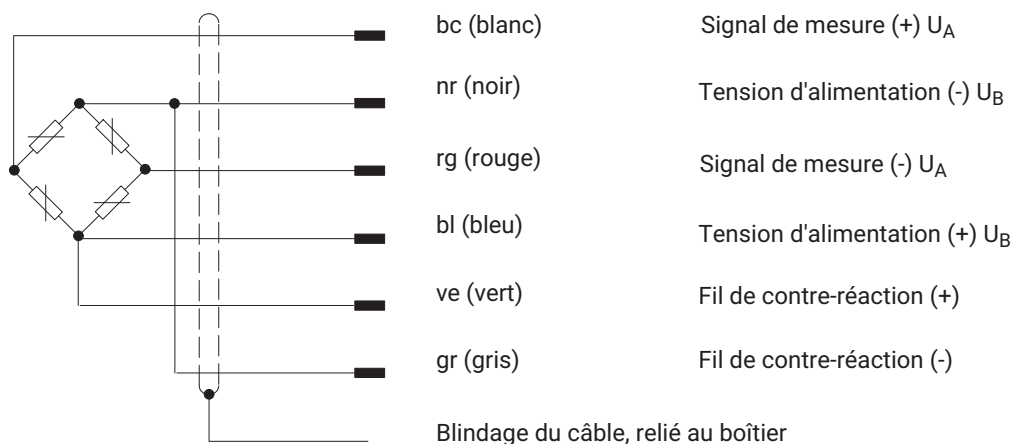 bc (blanc) Signal de mesure (+) UA
nr (noir) Tension d'alimentation (-) UB
rg (rouge) Signal de mesure (-) UA
bl (bleu) Tension d'alimentation (+) UB
ve (vert) Fil de contre-réaction (+)
gr (gris) Fil de contre-réaction (-)
Blindage du câble, relié au boîtier